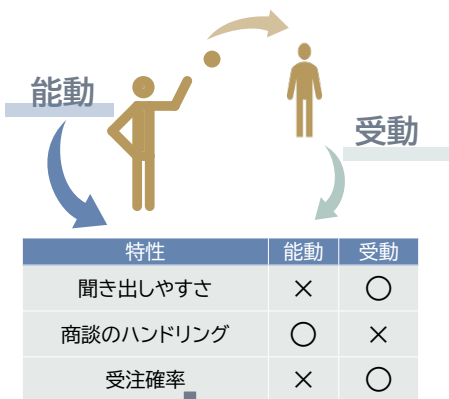 能動
受動
特性 能動 受動
聞き出しやすさ × ○
商談のハンドリング ○ ×
受注確率 × ○